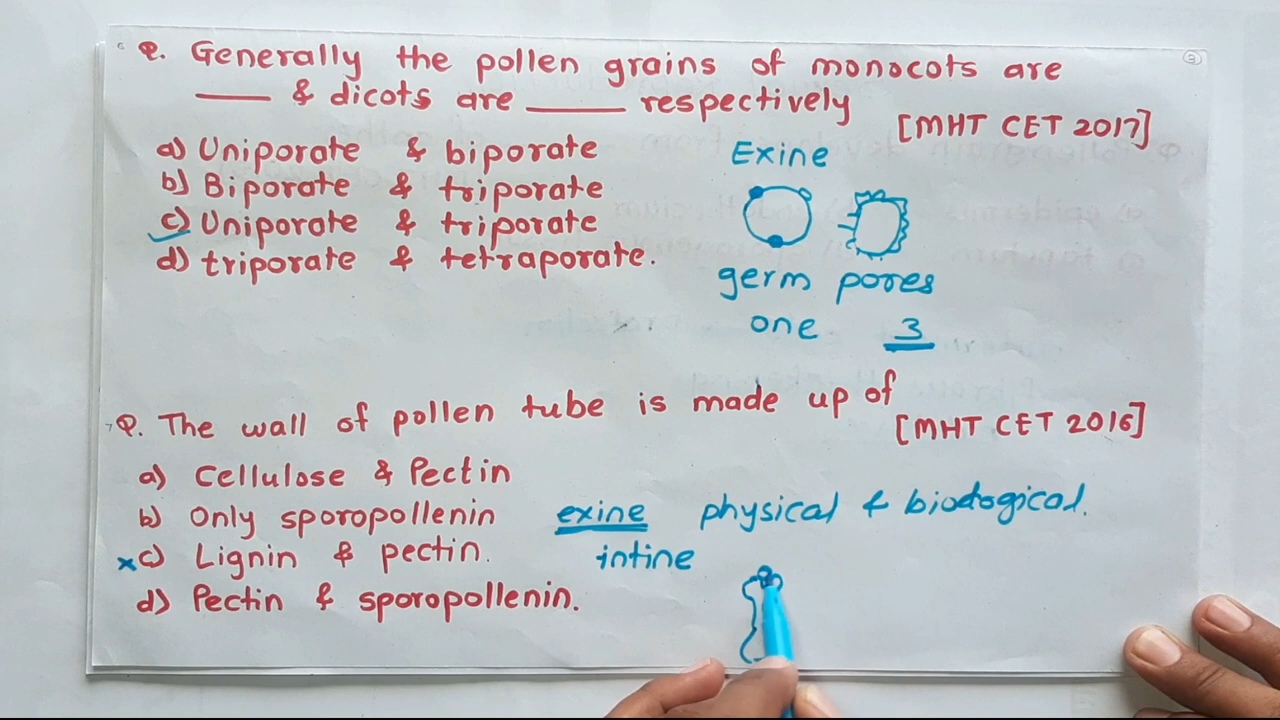 Q. Generally the pollen grains of monocots are
____ & dicots are ____ respectively
[MHT CET 2017]
a) Uniporate & biporate
b) Biporate & triporate
c) Uniporate & triporate
d) triporate & tetraporate.
Exine
germ pores
one 3
Q. The wall of pollen tube is made up of
[MHT CET 2016]
a) Cellulose & Pectin
b) Only sporopollenin
c) Lignin & pectin.
d) Pectin & sporopollenin.
exine physical & biological.
intine